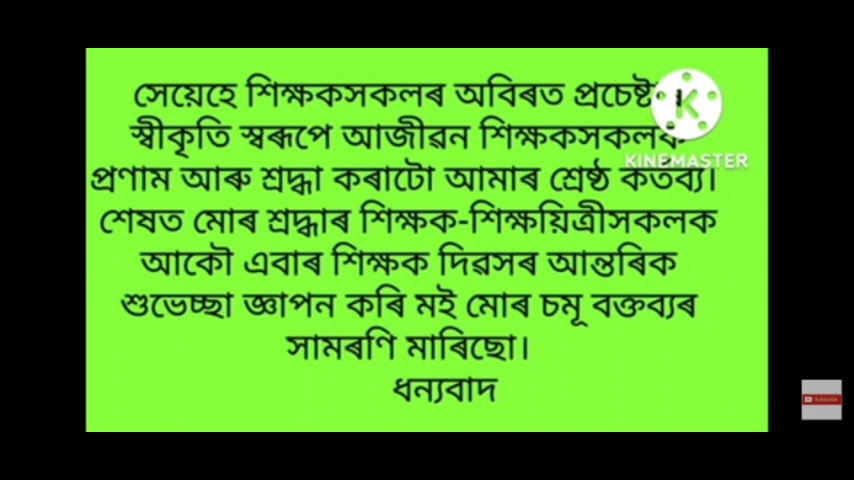 সেয়েহে শিক্ষকসকলৰ অবিৰত
স্বীকৃতি স্বৰূপে আজীৱন শিক্ষকসকলক
প্ৰণাম আৰু শ্ৰদ্ধা কৰাটো আমাৰ শ্ৰেষ্ঠ কৰ্তব্য।
শেষত মোৰ শ্ৰদ্ধাৰ শিক্ষক-শিক্ষয়িত্ৰীসকলক
আকৌ এবাৰ শিক্ষক দিৱসৰ আন্তৰিক
শুভেচ্ছা জ্ঞাপন কৰি মই মোৰ চমূ বক্তব্যৰ
সামৰণি মাৰিছো।
ধন্যবাদ
K
KINEMASTER
Subscribe